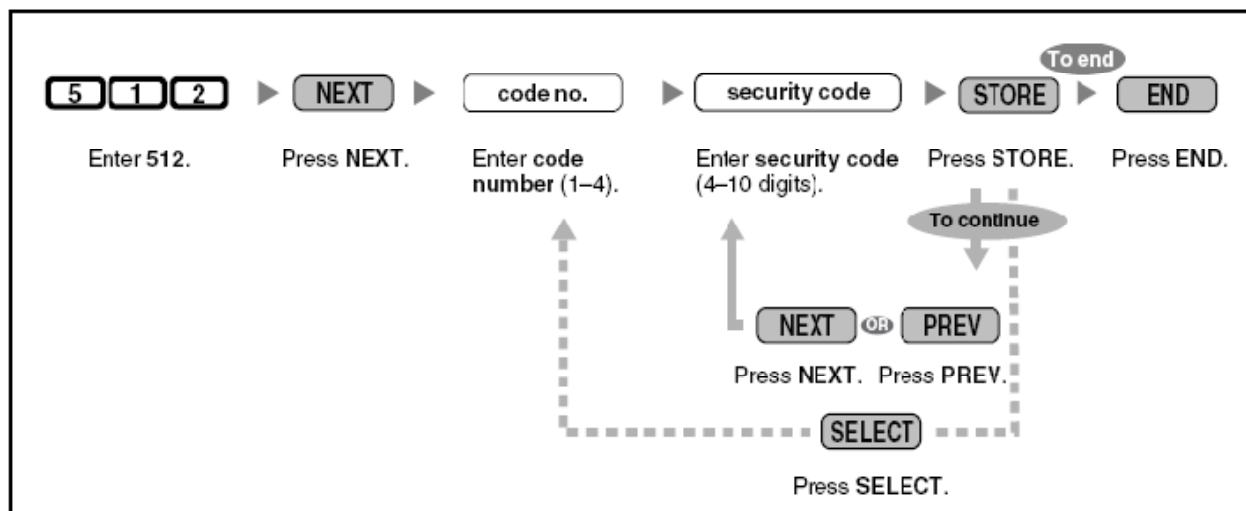 To end
5 1 2 NEXT code no. security code STORE END
Enter 512. Press NEXT. Enter code Enter security code Press STORE. Press END.
number (1–4). (4–10 digits).
To continue
NEXT OR PREV
Press NEXT. Press PREV.
SELECT
Press SELECT.